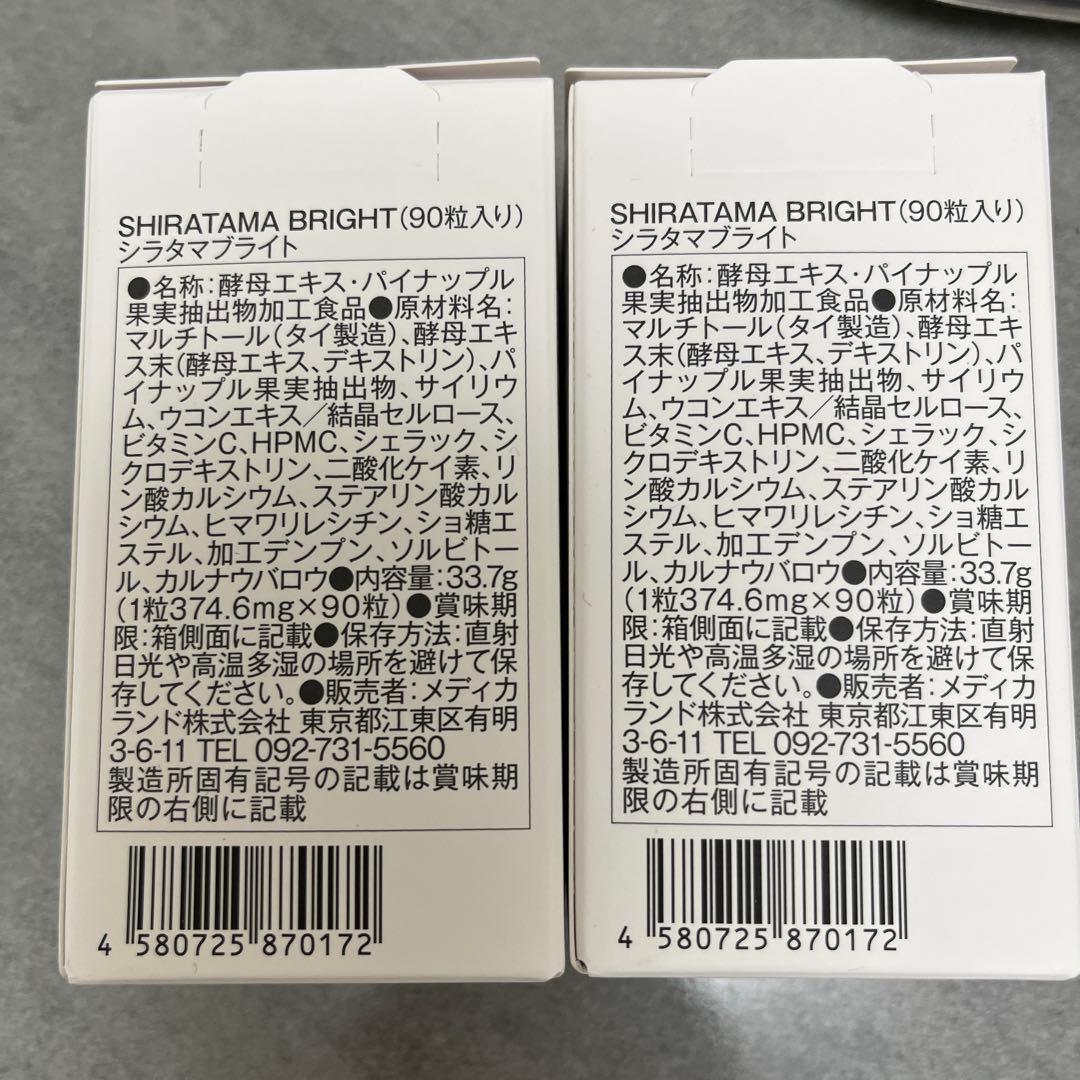 SHIRATAMA BRIGHT(90粒入り)
シラタマブライト
●名称:酵母エキス・パイナップル
果実抽出物加工食品●原材料名:
マルチトール(タイ製造)、酵母エキ
ス末(酵母エキス、デキストリン)、パ
イナップル果実抽出物、サイリウ
ム、ウコンエキス/結晶セルロース、
ビタミンC、HPMC、シェラック、シ
クロデキストリン、二酸化ケイ素、リ
ン酸カルシウム、ステアリン酸カル
シウム、ヒマワリレシチン、ショ糖エ
ステル、加工デンプン、ソルビトー
ル、カルナウバロウ●内容量:33.7g
(1粒374.6mg×90粒)●賞味期
限:箱側面に記載●保存方法:直射
日光や高温多湿の場所を避けて保
存してください。●販売者:メディカ
ランド株式会社 東京都江東区有明
3-6-11 TEL 092-731-5560
製造所固有記号の記載は賞味期
限の右側に記載
4 580725 870172
SHIRATAMA BRIGHT(90粒入り)
シラタマブライト
●名称:酵母エキス・パイナップル
果実抽出物加工食品●原材料名:
マルチトール(タイ製造)、酵母エキ
ス末(酵母エキス、デキストリン)、パ
イナップル果実抽出物、サイリウ
ム、ウコンエキス/結晶セルロース、
ビタミンC、HPMC、シェラック、シ
クロデキストリン、二酸化ケイ素、リ
ン酸カルシウム、ステアリン酸カル
シウム、ヒマワリレシチン、ショ糖エ
ステル、加工デンプン、ソルビトー
ル、カルナウバロウ●内容量:33.7g
(1粒374.6mg×90粒)●賞味期
限:箱側面に記載●保存方法:直射
日光や高温多湿の場所を避けて保
存してください。●販売者:メディカ
ランド株式会社 東京都江東区有明
3-6-11 TEL 092-731-5560
製造所固有記号の記載は賞味期
限の右側に記載
4 580725 870172